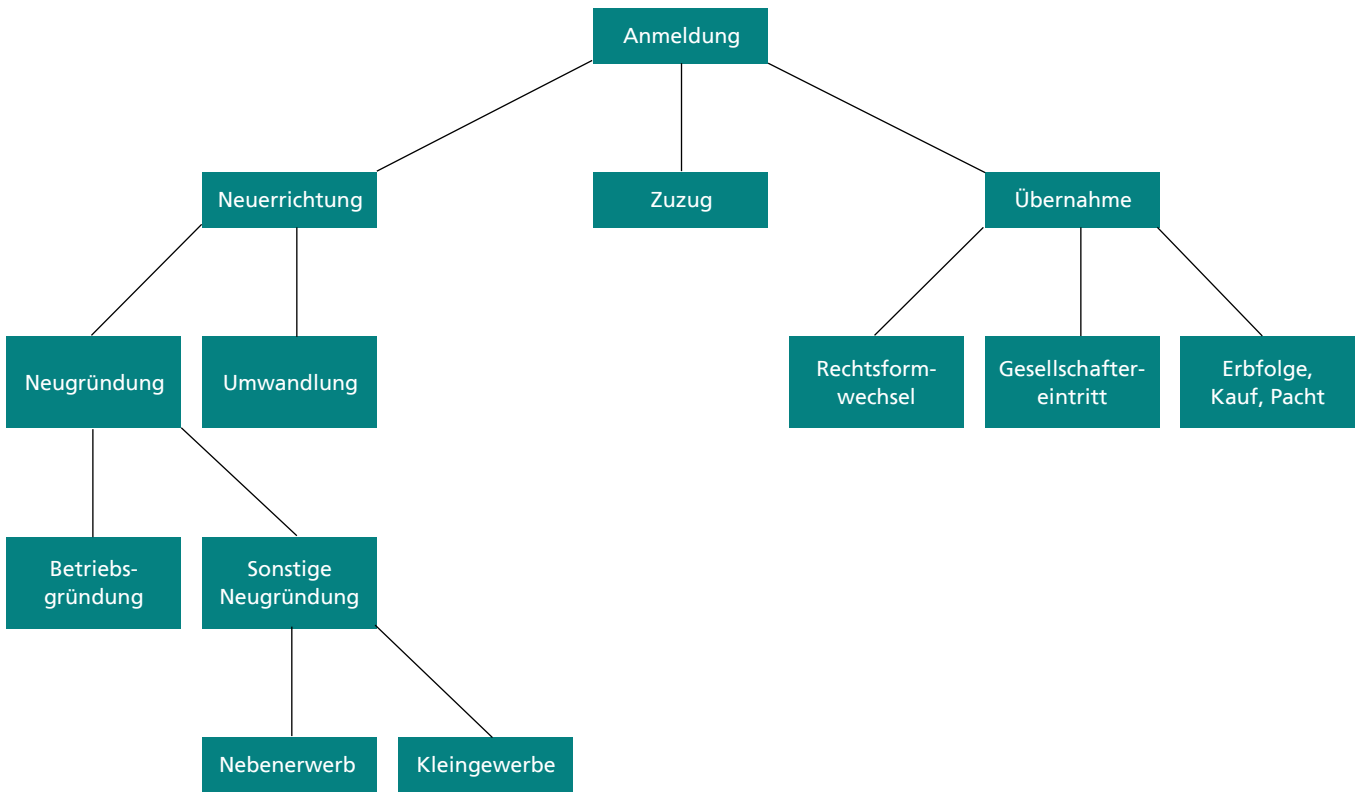 Anmeldung
Neuerrichtung
Zuzug
Übernahme
Neugründung
Umwandlung
Rechtsform-
wechsel
Gesellschafter-
eintritt
Erbfolge,
Kauf, Pacht
Betriebs-
gründung
Sonstige
Neugründung
Nebenerwerb
Kleingewerbe